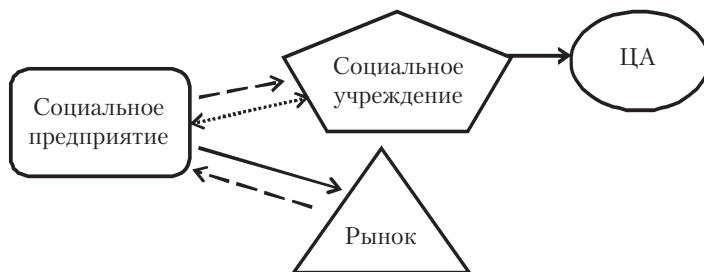 Социальное
предприятие
Социальное
учреждение
ЦА
Рынок